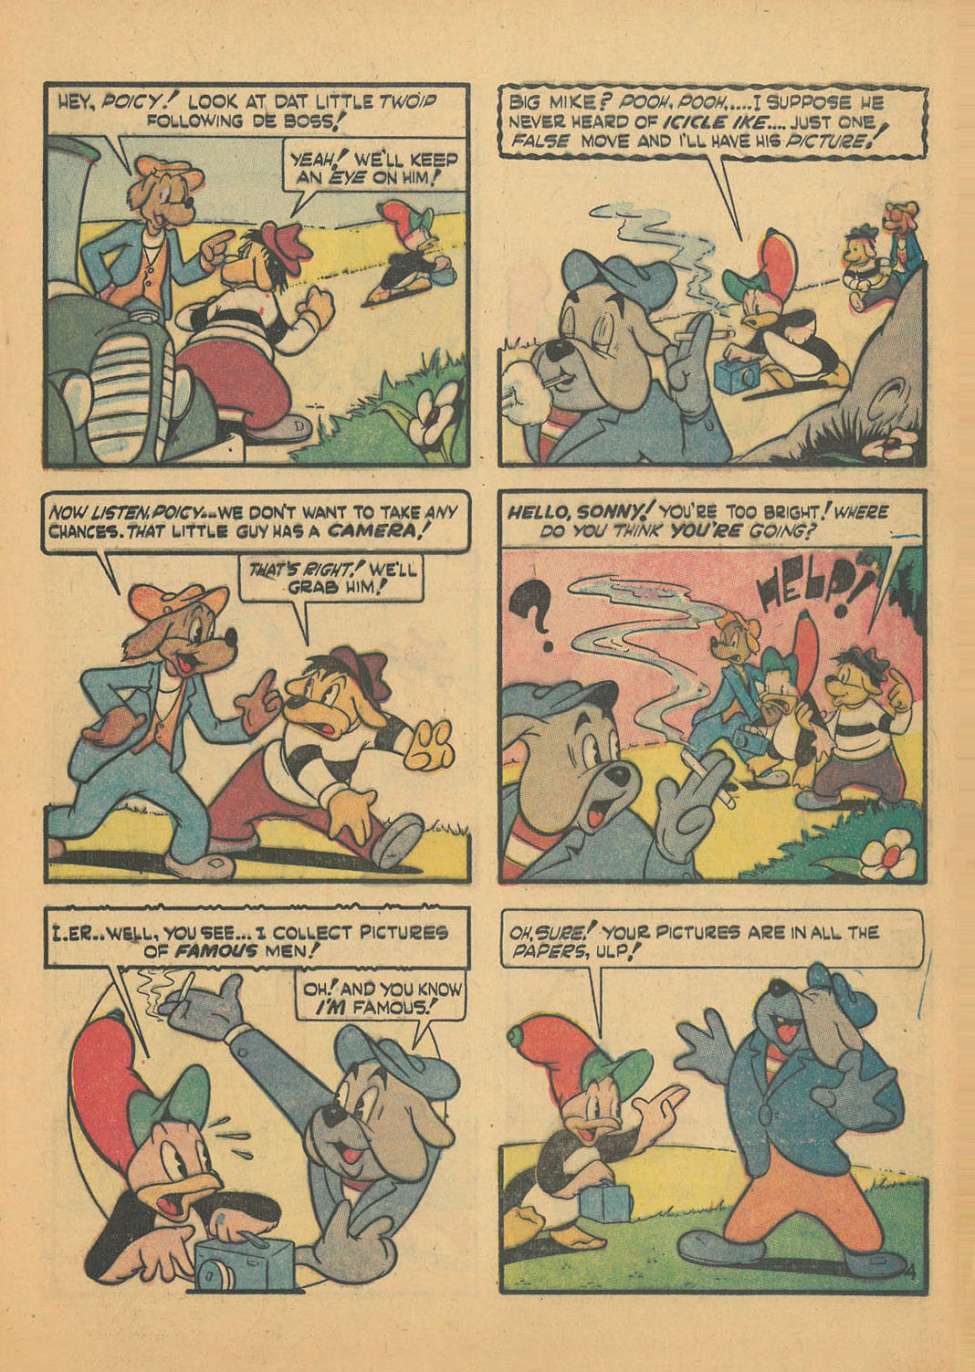 HEY, POICY! LOOK AT DAT LITTLE TWOIP
FOLLOWING DE BOSS!
YEAH! WE'LL KEEP
AN EYE ON HIM!
BIG MIKE? POOH, POOH,.....I SUPPOSE HE
NEVER HEARD OF ICICLE IKE.... JUST ONE
FALSE MOVE AND I'LL HAVE HIS PICTURE!
NOW LISTEN, POICY... WE DON'T WANT TO TAKE ANY
CHANCES. THAT LITTLE GUY HAS A CAMERA!
THAT'S RIGHT! WE'LL
GRAB HIM!
HELLO, SONNY! YOU'RE TOO BRIGHT! WHERE
DO YOU THINK YOU'RE GOING?
?
HELP!
I..ER...WELL, YOU SEE... I COLLECT PICTURES
OF FAMOUS MEN!
OH! AND YOU KNOW
I'M FAMOUS!
OH, SURE! YOUR PICTURES ARE IN ALL THE
PAPERS, ULP!
4